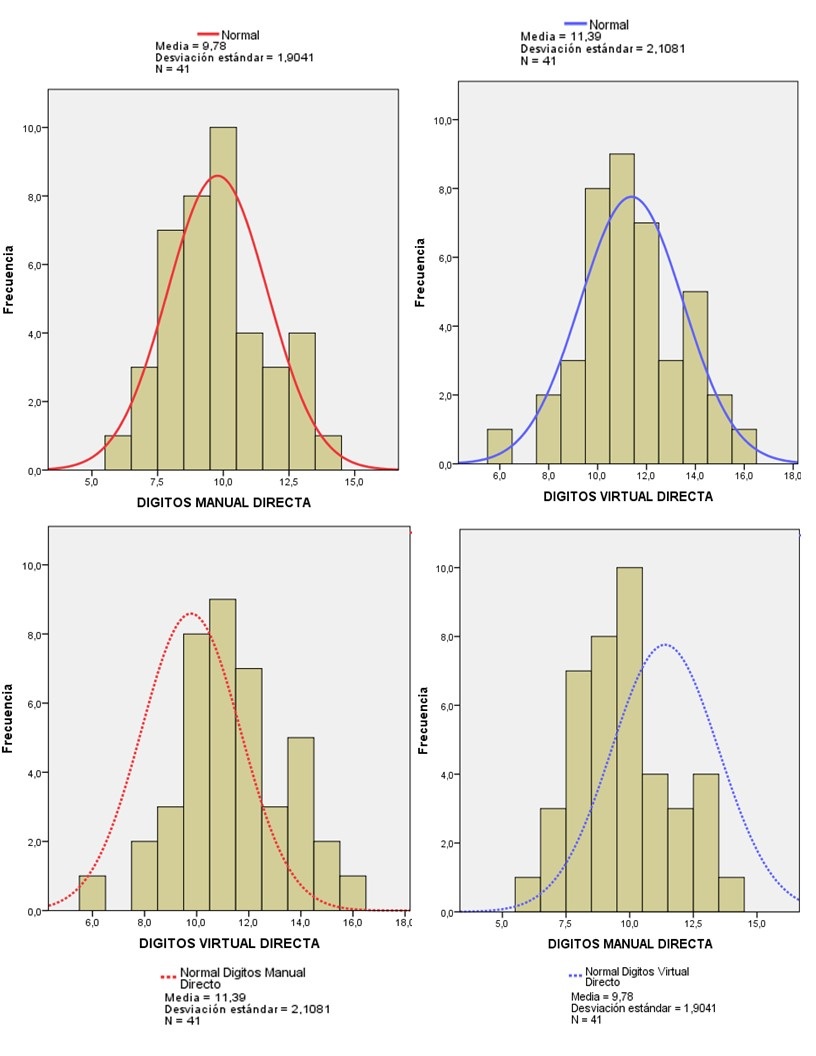 Normal
Media = 9,78
Desviación estándar = 1,9041
N = 41
Frecuencia
10,0
8,0
6,0
4,0
2,0
0,0
5,0 7,5 10,0 12,5 15,0
DIGITOS MANUAL DIRECTA
Normal
Media = 11,39
Desviación estándar = 2,1081
N = 41
Frecuencia
10,0
8,0
6,0
4,0
2,0
0,0
6,0 8,0 10,0 12,0 14,0 16,0 18,0
DIGITOS VIRTUAL DIRECTA
Frecuencia
10,0
8,0
6,0
4,0
2,0
0,0
6,0 8,0 10,0 12,0 14,0 16,0 18,0
DIGITOS VIRTUAL DIRECTA
Normal Digitos Manual
Directo
Media = 11,39
Desviación estándar = 2,1081
N = 41
Frecuencia
10,0
8,0
6,0
4,0
2,0
0,0
5,0 7,5 10,0 12,5 15,0
DIGITOS MANUAL DIRECTA
Normal Digitos Virtual
Directo
Media = 9,78
Desviación estándar = 1,9041
N = 41